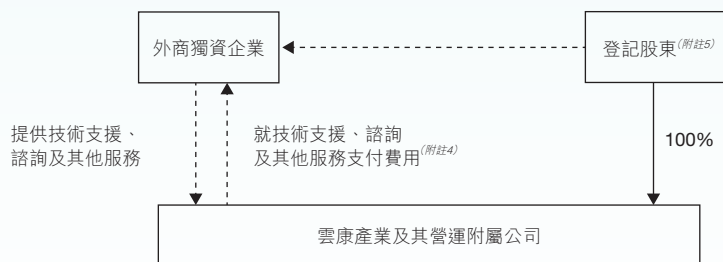 外商獨資企業
登記股東(附註5)
提供技術支援、
諮詢及其他服務
就技術支援、諮詢
及其他服務支付費用(附註4)
100%
雲康產業及其營運附屬公司